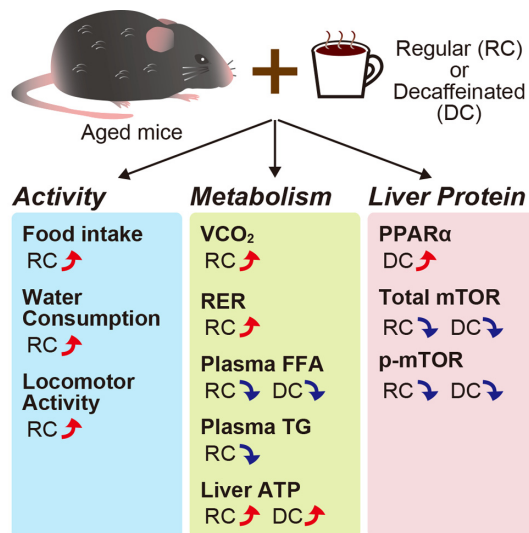 Aged mice
Regular (RC)
or
Decaffeinated
(DC)
Activity
Food intake
RC
Water
Consumption
RC
Locomotor
Activity
RC
Metabolism
VCO₂
RC
RER
RC
Plasma FFA
RC DC
Plasma TG
RC
Liver ATP
RC DC
Liver Protein
PPARα
DC
Total mTOR
RC DC
p-mTOR
RC DC